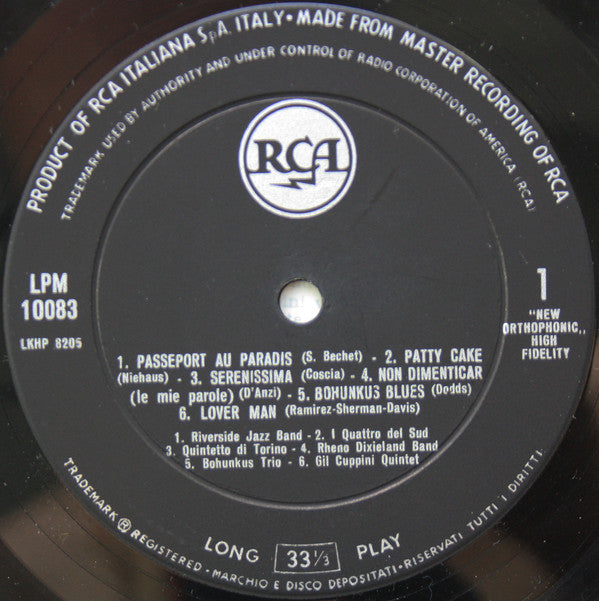 PRODUCT OF RCA ITALIANA S.p.A. ITALY • MADE FROM MASTER RECORDING OF RCA
TRADEMARK USED BY AUTHORITY AND UNDER CONTROL OF RADIO CORPORATION OF AMERICA (RCA)
RCA
LPM
10083
LKHP 8205
1
"NEW
ORTHOPHONIC,,
HIGH
FIDELITY
1. PASSEPORT AU PARADIS (S. Bechet) - 2. PATTY CAKE
(Niehaus) - 3. SERENISSIMA (Coscia) - 4. NON DIMENTICAR
(le mie parole) (D'Anzi) - 5. BOHUNKUS BLUES (Dodds)
6. LOVER MAN (Ramirez-Sherman-Davis)
1. Riverside Jazz Band - 2. I Quattro del Sud
3. Quintetto di Torino - 4. Rheno Dixieland Band
5. Bohunkus Trio - 6. Gil Cuppini Quintet
LONG 33 1/3 PLAY
TRADEMARK ® REGISTERED - MARCHIO E DISCO DEPOSITATI - RISERVATI TUTTI I DIRITTI